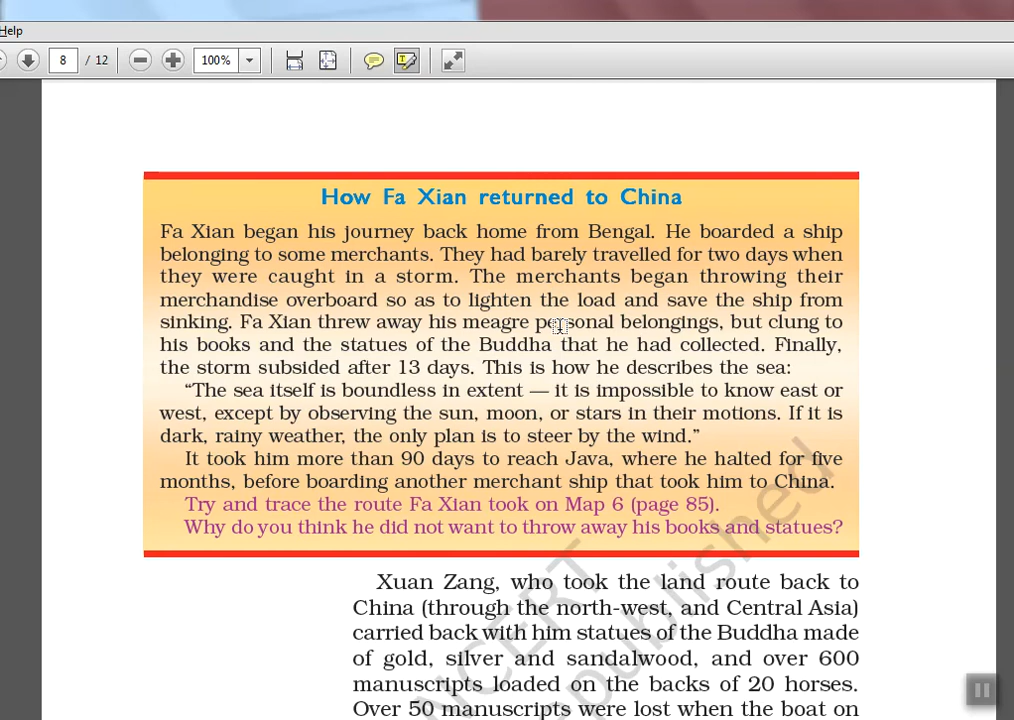 Help
8 / 12 100%
How Fa Xian returned to China
Fa Xian began his journey back home from Bengal. He boarded a ship
belonging to some merchants. They had barely travelled for two days when
they were caught in a storm. The merchants began throwing their
merchandise overboard so as to lighten the load and save the ship from
sinking. Fa Xian threw away his meagre personal belongings, but clung to
his books and the statues of the Buddha that he had collected. Finally,
the storm subsided after 13 days. This is how he describes the sea:
“The sea itself is boundless in extent — it is impossible to know east or
west, except by observing the sun, moon, or stars in their motions. If it is
dark, rainy weather, the only plan is to steer by the wind.”
It took him more than 90 days to reach Java, where he halted for five
months, before boarding another merchant ship that took him to China.
Try and trace the route Fa Xian took on Map 6 (page 85).
Why do you think he did not want to throw away his books and statues?
Xuan Zang, who took the land route back to
China (through the north-west, and Central Asia)
carried back with him statues of the Buddha made
of gold, silver and sandalwood, and over 600
manuscripts loaded on the backs of 20 horses.
Over 50 manuscripts were lost when the boat on
NCERT
republished